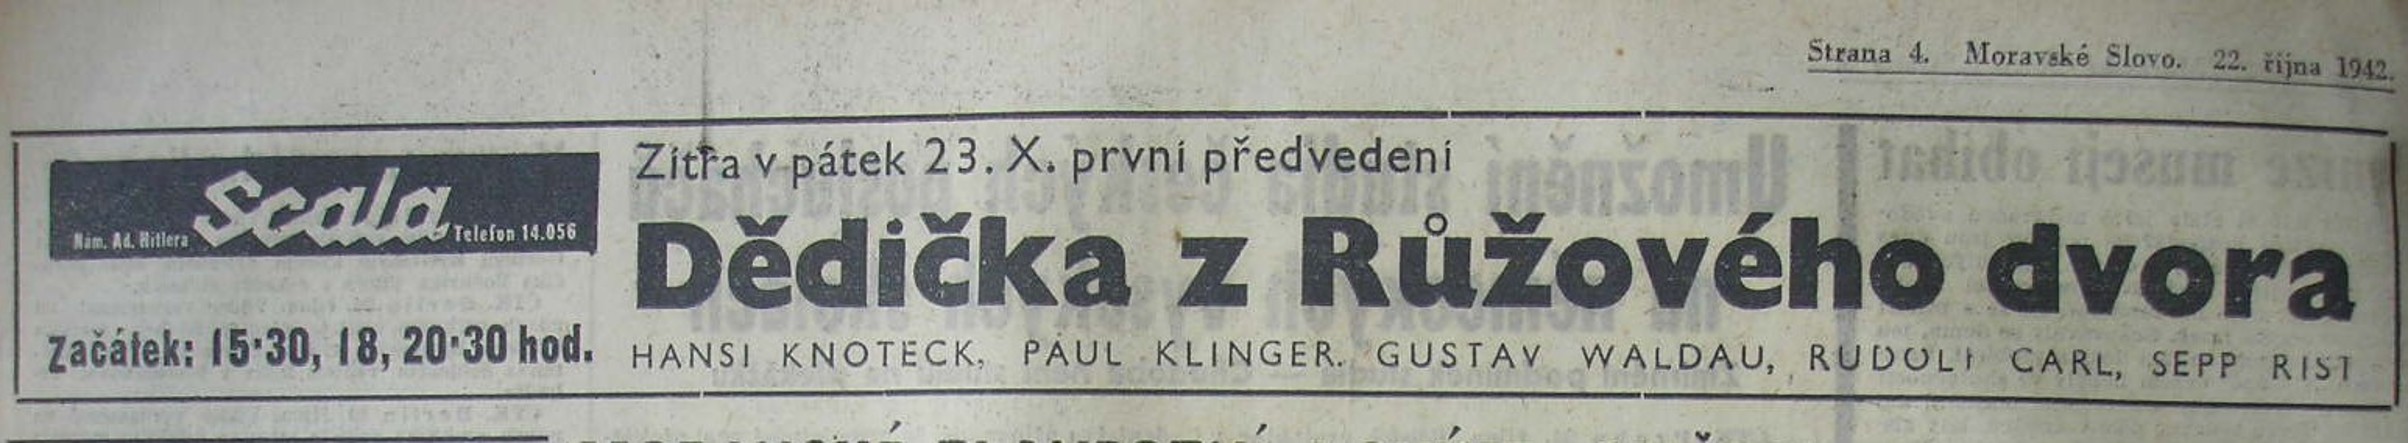 Strana 4. Moravské Slovo. 22. října 1942.
Zítra v pátek 23. X. první předvedení
Scala
Nám. Ad. Hitlera
Telefon 14.056
Dědička z Růžového dvora
Začátek: 15·30, 18, 20·30 hod.
HANSI KNOTECK, PAUL KLINGER. GUSTAV WALDAU, RUDOLF CARL, SEPP RIST